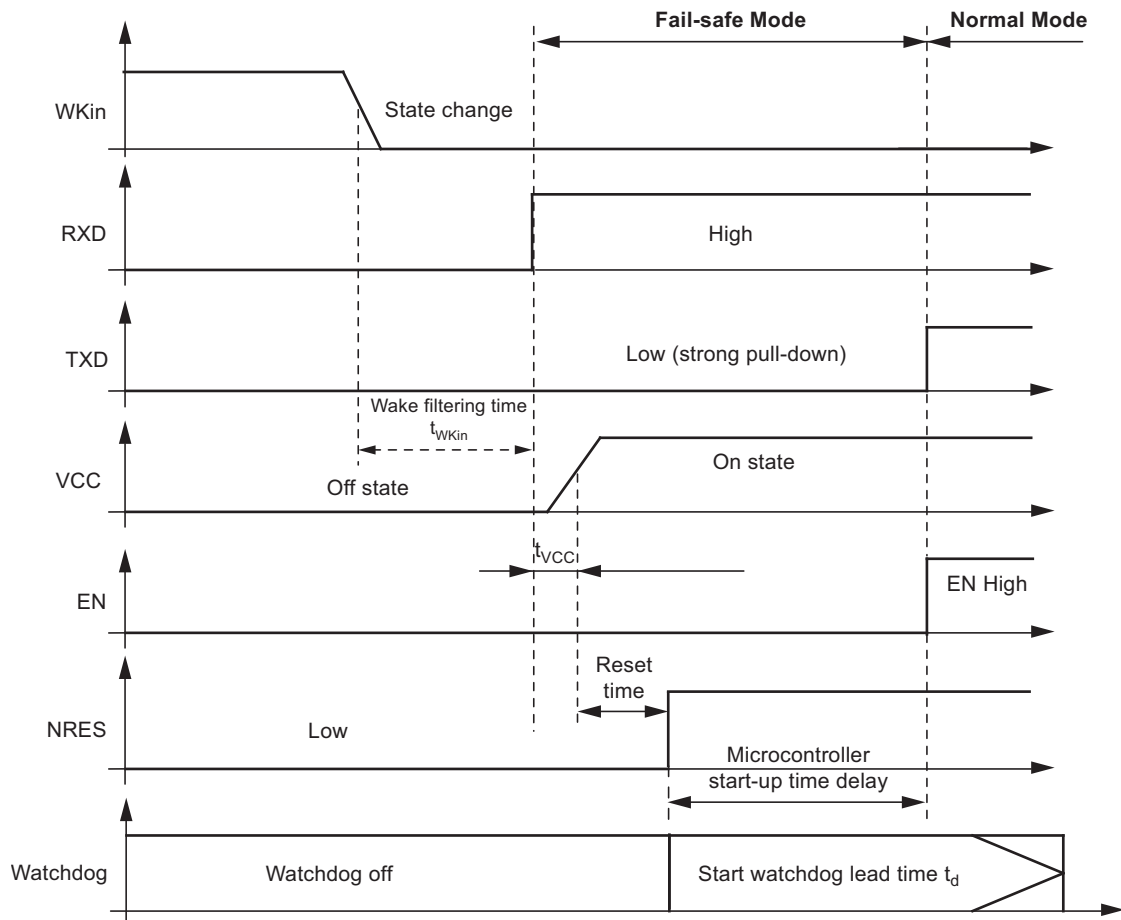 Fail-safe Mode
Normal Mode
WKin
State change
RXD
High
TXD
Low (strong pull-down)
Wake filtering time
tWKin
VCC
Off state
On state
tVCC
EN
EN High
Reset
time
NRES
Low
Microcontroller
start-up time delay
Watchdog
Watchdog off
Start watchdog lead time td